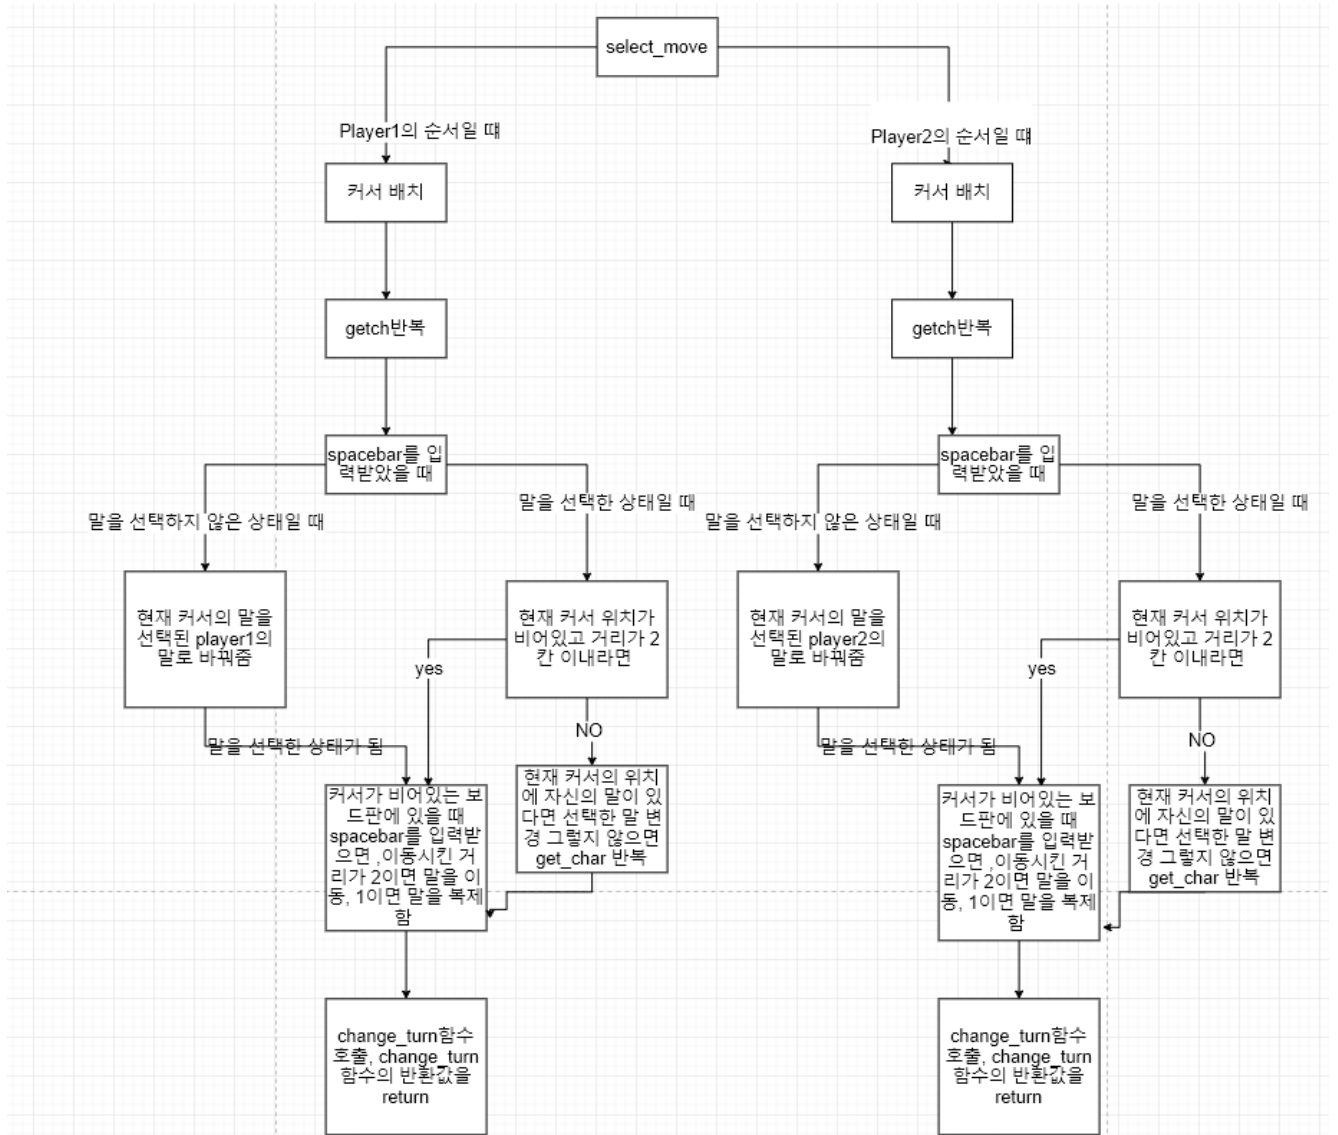 select_move
Player1의 순서일 떄
Player2의 순서일 떄
커서 배치
커서 배치
getch반복
getch반복
spacebar를 입
력받았을 때
spacebar를 입
력받았을 때
말을 선택하지 않은 상태일 때
말을 선택한 상태일 때
말을 선택하지 않은 상태일 때
말을 선택한 상태일 때
현재 커서의 말을
선택된 player1의
말로 바꿔줌
현재 커서 위치가
비어있고 거리가 2
칸 이내라면
현재 커서의 말을
선택된 player2의
말로 바꿔줌
현재 커서 위치가
비어있고 거리가 2
칸 이내라면
yes
NO
yes
NO
말을 선택한 상태가 됨
말을 선택한 상태가 됨
커서가 비어있는 보
드판에 있을 때
spacebar를 입력받
으면 ,이동시킨 거
리가 2이면 말을 이
동, 1이면 말을 복제
함
현재 커서의 위치
에 자신의 말이 있
다면 선택한 말 변
경 그렇지 않으면
get_char 반복
커서가 비어있는 보
드판에 있을 때
spacebar를 입력받
으면 ,이동시킨 거
리가 2이면 말을 이
동, 1이면 말을 복제
함
현재 커서의 위치
에 자신의 말이 있
다면 선택한 말 변
경 그렇지 않으면
get_char 반복
change_turn함수
호출, change_turn
함수의 반환값을
return
change_turn함수
호출, change_turn
함수의 반환값을
return